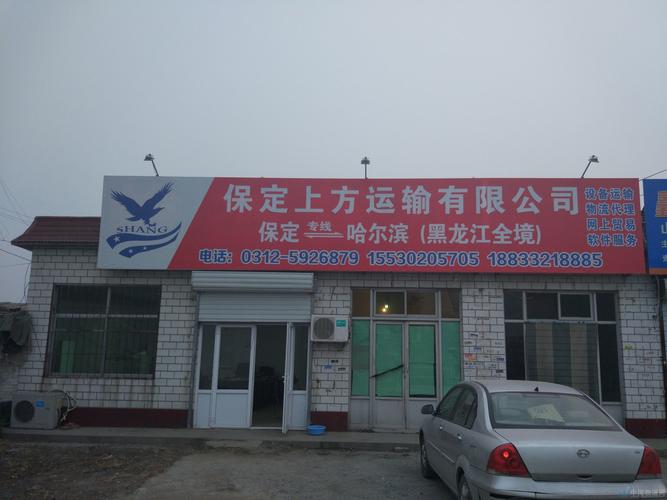 保定上方运输有限公司
SHANG
保定 专线 哈尔滨 (黑龙江全境)
电话: 0312-5926879 15530205705 18833218885
设备运输
物流代理
网上贸易
软件服务
山